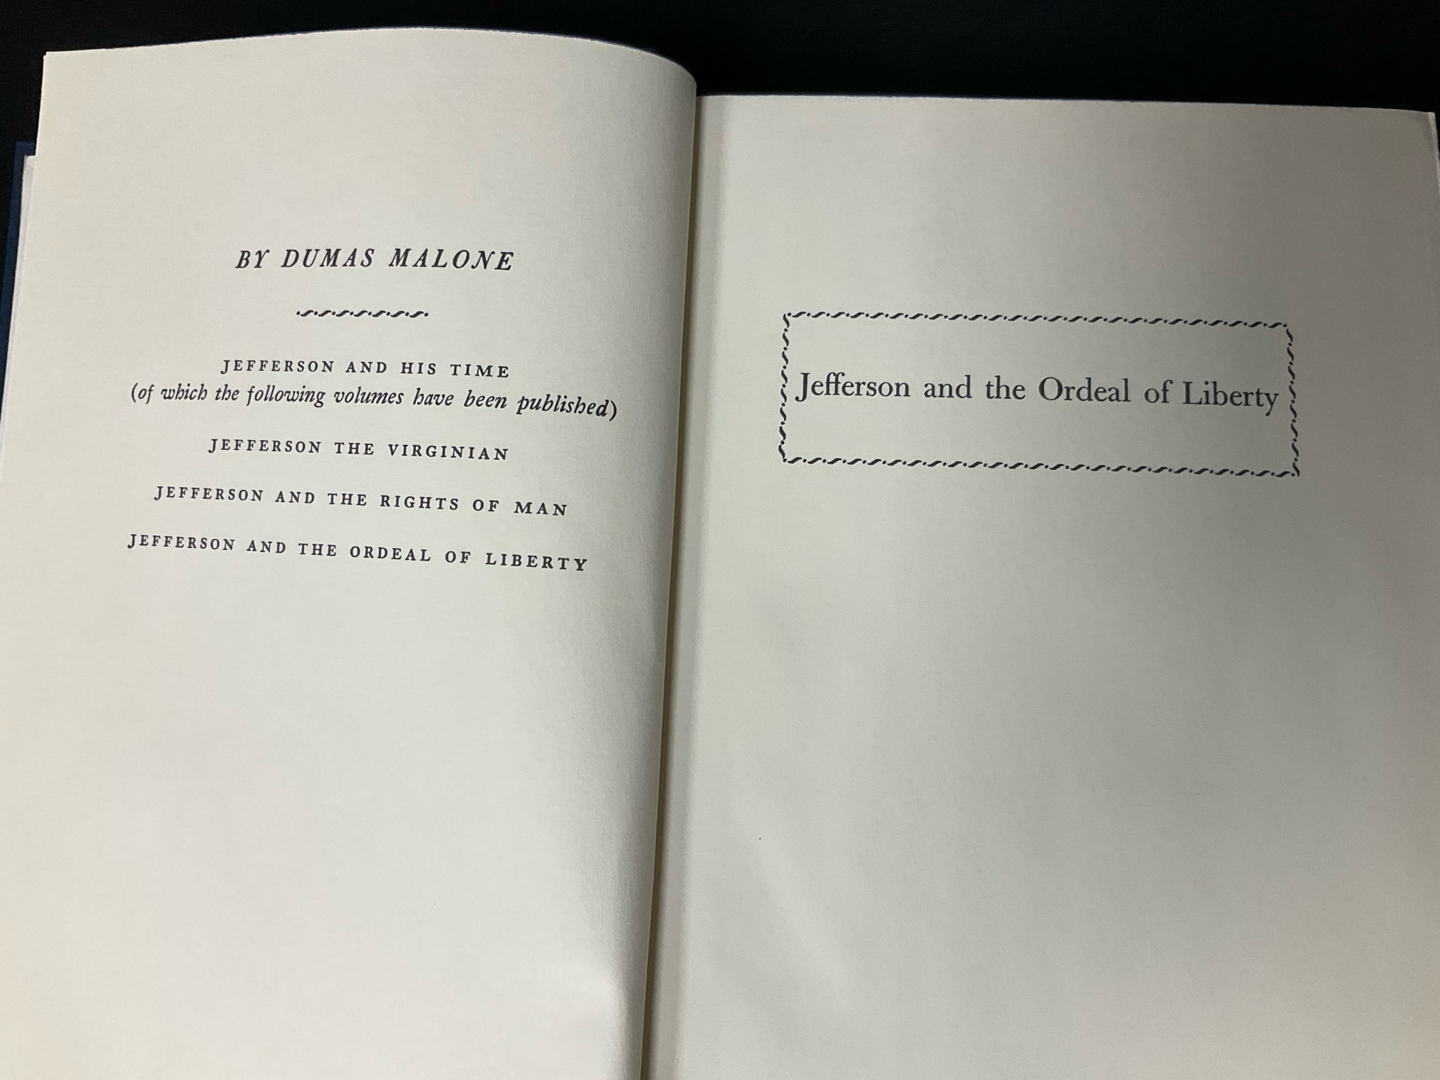 BY DUMAS MALONE
JEFFERSON AND HIS TIME
(of which the following volumes have been published)
JEFFERSON THE VIRGINIAN
JEFFERSON AND THE RIGHTS OF MAN
JEFFERSON AND THE ORDEAL OF LIBERTY
Jefferson and the Ordeal of Liberty